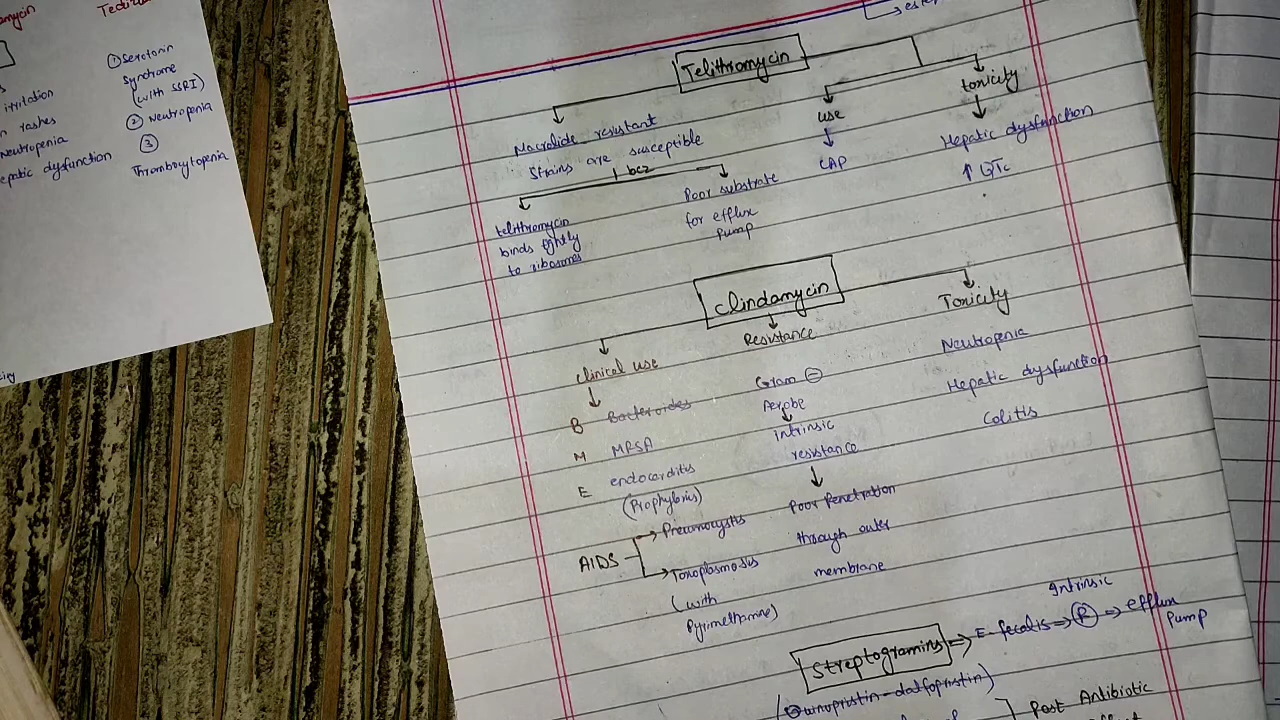 ① Serotonin
Syndrome
(with SSRI)
② Neutropenia
③
Thrombocytopenia
irritation
rashes
Neutropenia
hepatic dysfunction
Telithromycin
Macrolide resistant
Strains are susceptible
bcz
telithromycin
binds tightly
to ribosomes
Poor substrate
for efflux
pump
use
CAP
toxicity
Hepatic dysfunction
↑ QTc
Clindamycin
Clinical use
B Bacteroides
M MRSA
E endocarditis
(Prophylaxis)
AIDS → Pneumocystis
→ Toxoplasmosis
(with
Pyrimethamine)
Resistance
Gram ⊖
Aerobe
intrinsic
resistance
Poor Penetration
through outer
membrane
Toxicity
Neutropenia
Hepatic dysfunction
Colitis
Streptogramins ⇒ E. fecalis ⇒ Ⓡ ⇒ efflux
Intrinsic
Pump
(Quinopristin-dalfopristin)
Post Antibiotic